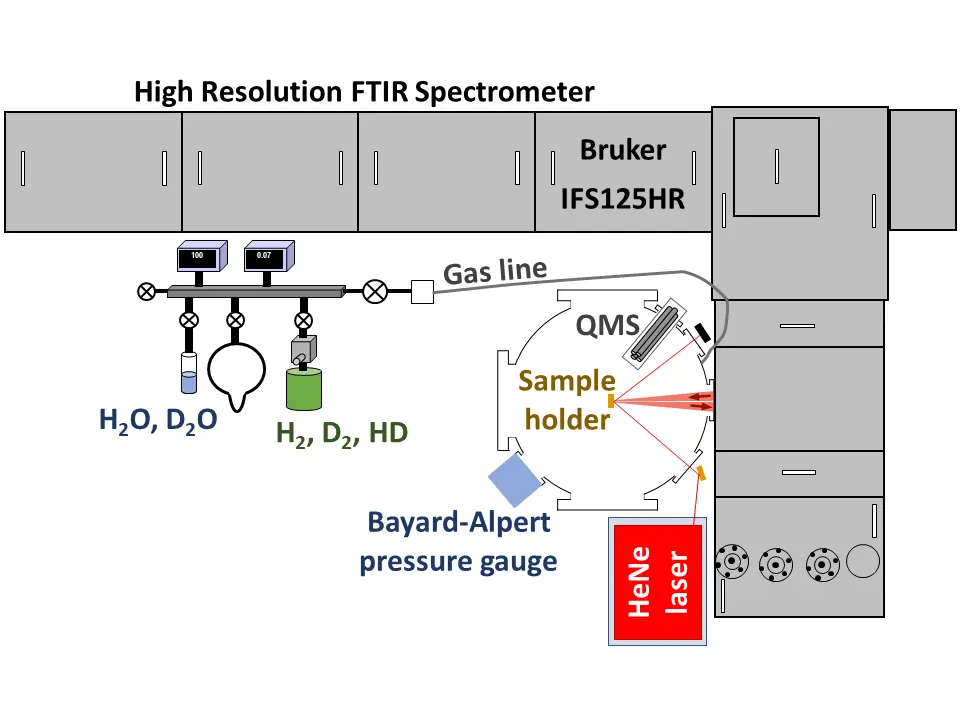 High Resolution FTIR Spectrometer
Bruker
IFS125HR
100
0.07
Gas line
QMS
Sample
holder
H₂O, D₂O
H₂, D₂, HD
Bayard-Alpert
pressure gauge
HeNe
laser